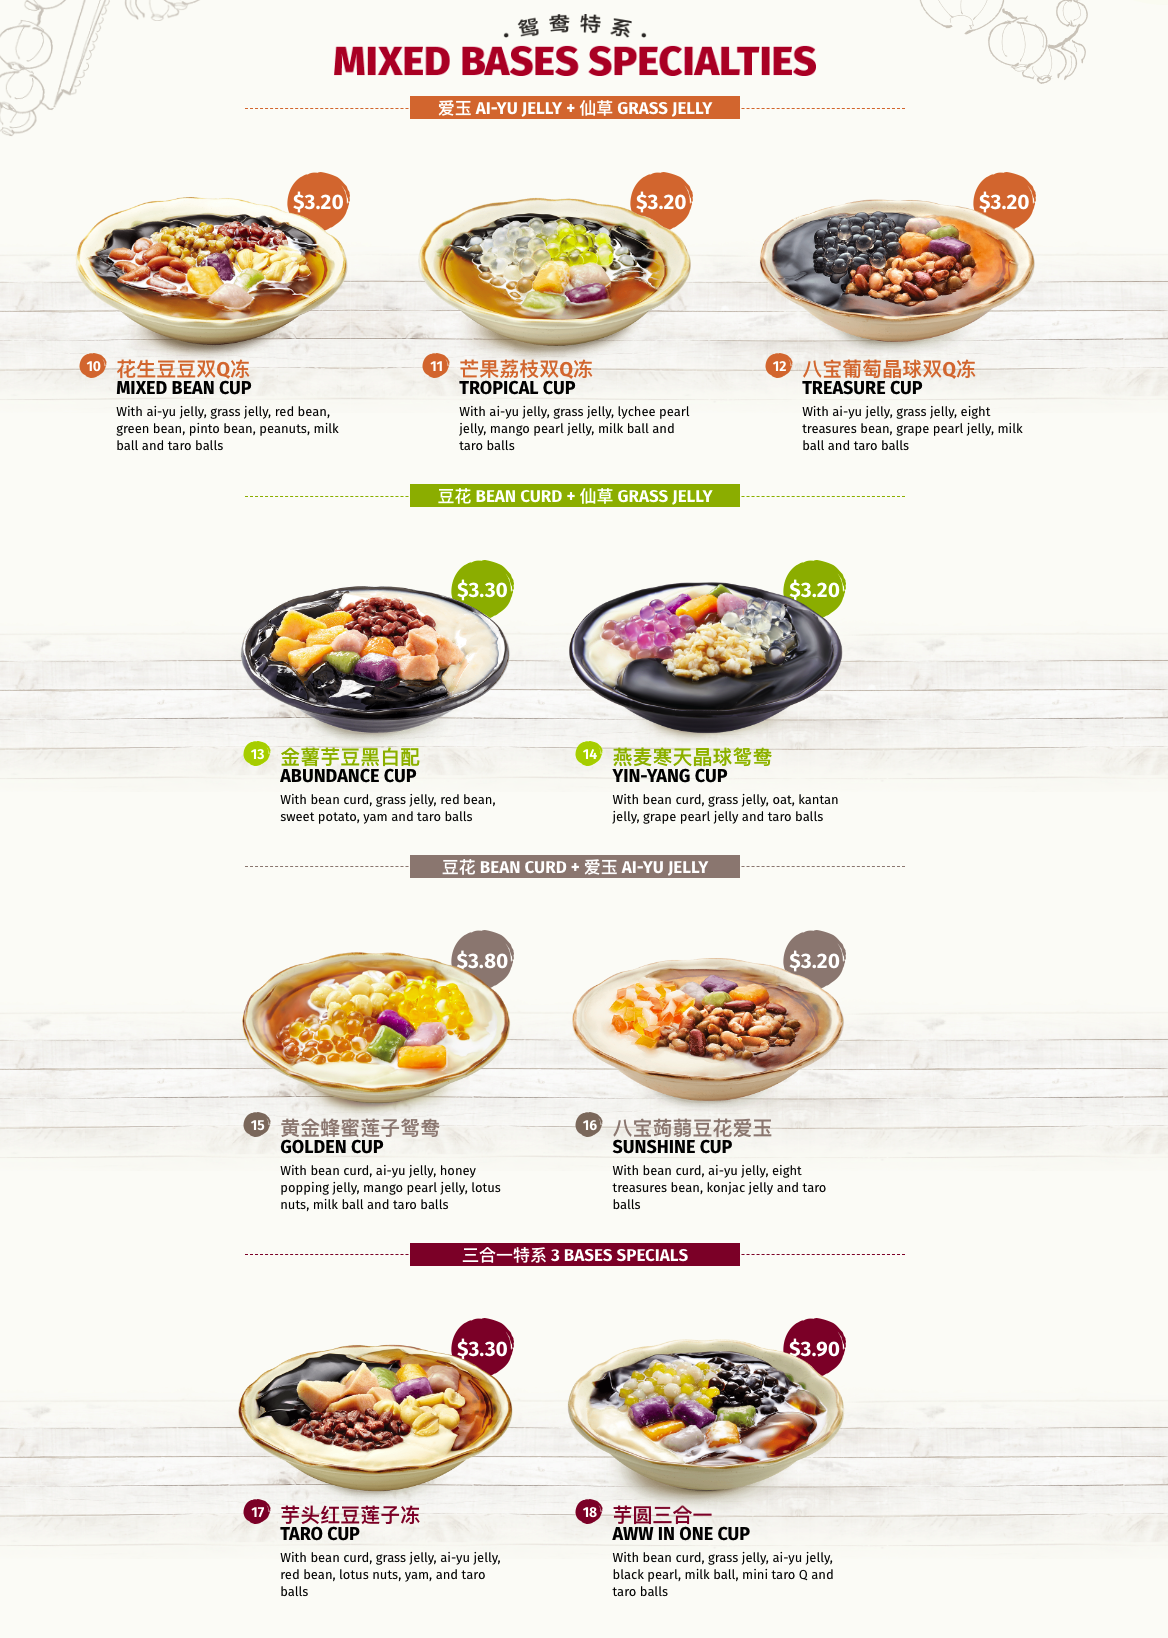 · 鸳鸯特系 ·
MIXED BASES SPECIALTIES
爱玉 AI-YU JELLY + 仙草 GRASS JELLY
$3.20
$3.20
$3.20
10 花生豆豆双Q冻
MIXED BEAN CUP
With ai-yu jelly, grass jelly, red bean,
green bean, pinto bean, peanuts, milk
ball and taro balls
11 芒果荔枝双Q冻
TROPICAL CUP
With ai-yu jelly, grass jelly, lychee pearl
jelly, mango pearl jelly, milk ball and
taro balls
12 八宝葡萄晶球双Q冻
TREASURE CUP
With ai-yu jelly, grass jelly, eight
treasures bean, grape pearl jelly, milk
ball and taro balls
豆花 BEAN CURD + 仙草 GRASS JELLY
$3.30
$3.20
13 金薯芋豆黑白配
ABUNDANCE CUP
With bean curd, grass jelly, red bean,
sweet potato, yam and taro balls
14 燕麦寒天晶球鸳鸯
YIN-YANG CUP
With bean curd, grass jelly, oat, kantan
jelly, grape pearl jelly and taro balls
豆花 BEAN CURD + 爱玉 AI-YU JELLY
$3.80
$3.20
15 黄金蜂蜜莲子鸳鸯
GOLDEN CUP
With bean curd, ai-yu jelly, honey
popping jelly, mango pearl jelly, lotus
nuts, milk ball and taro balls
16 八宝蒟蒻豆花爱玉
SUNSHINE CUP
With bean curd, ai-yu jelly, eight
treasures bean, konjac jelly and taro
balls
三合一特系 3 BASES SPECIALS
$3.30
$3.90
17 芋头红豆莲子冻
TARO CUP
With bean curd, grass jelly, ai-yu jelly,
red bean, lotus nuts, yam, and taro
balls
18 芋圆三合一
AWW IN ONE CUP
With bean curd, grass jelly, ai-yu jelly,
black pearl, milk ball, mini taro Q and
taro balls